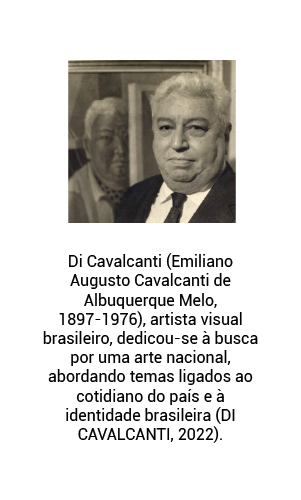 Di Cavalcanti (Emiliano
Augusto Cavalcanti de
Albuquerque Melo,
1897-1976), artista visual
brasileiro, dedicou-se à busca
por uma arte nacional,
abordando temas ligados ao
cotidiano do país e à
identidade brasileira (DI
CAVALCANTI, 2022).